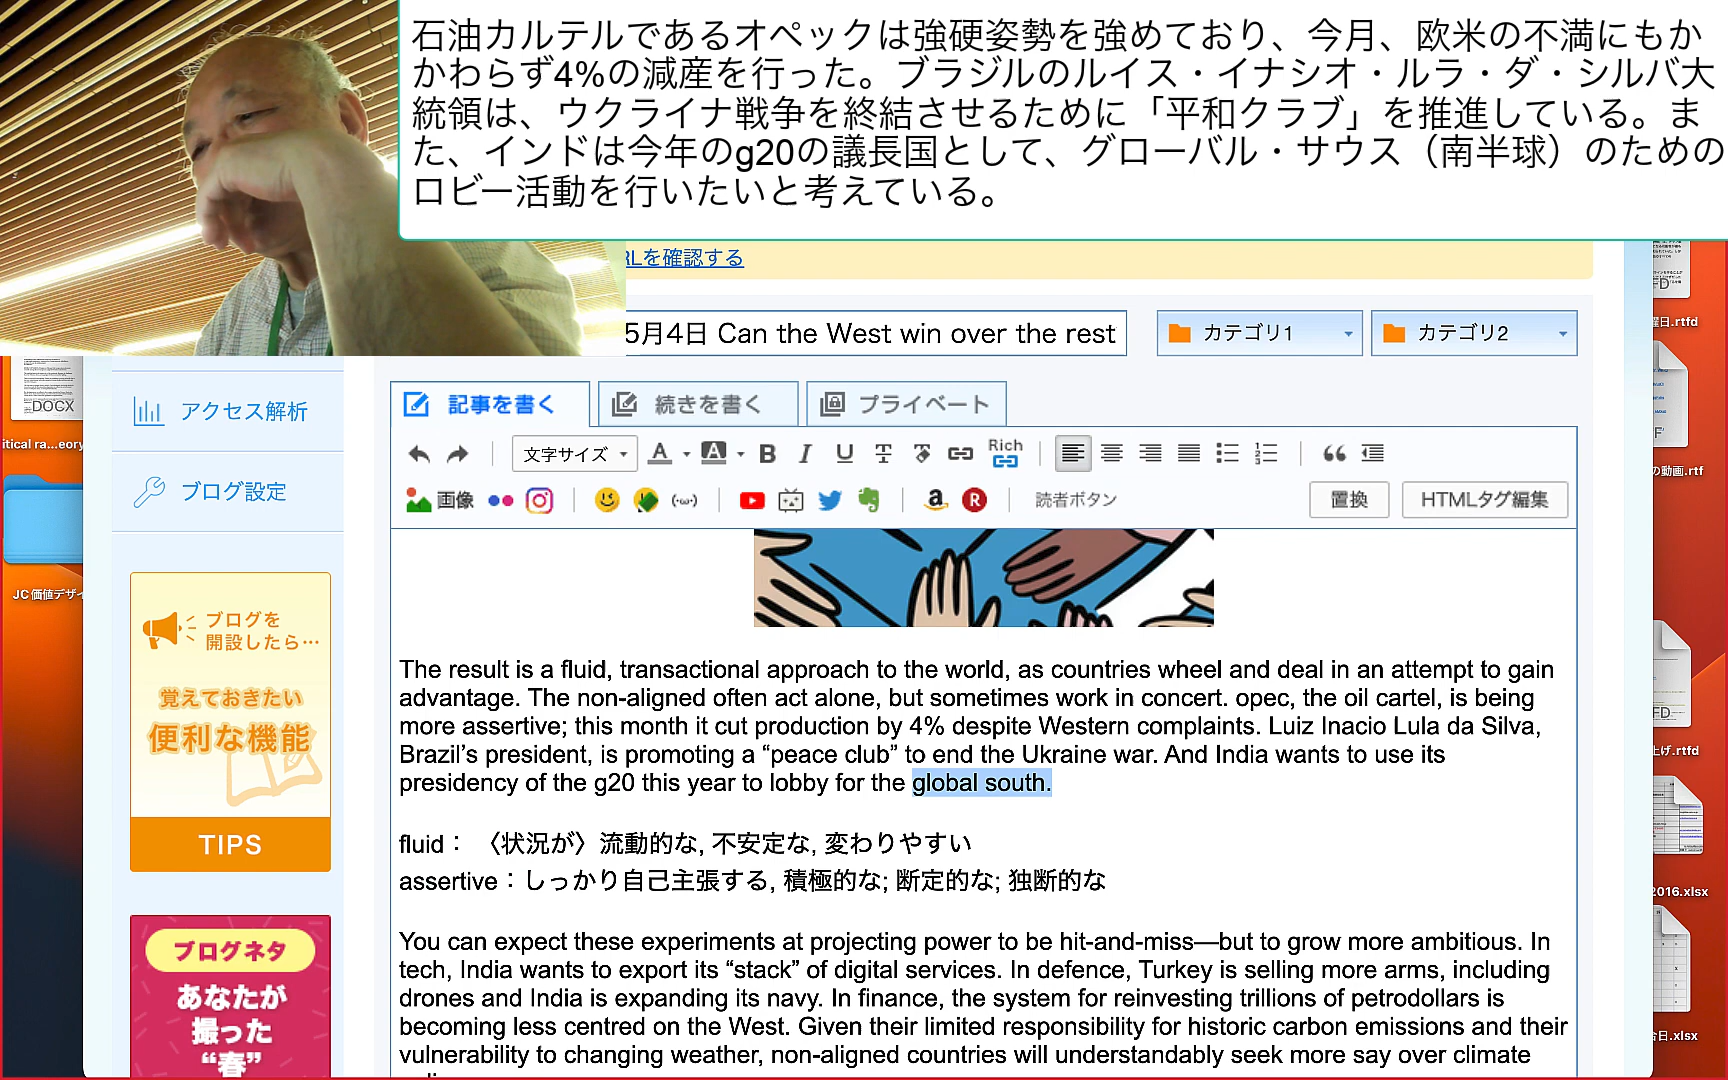 石油カルテルであるオペックは強硬姿勢を強めており、今月、欧米の不満にもか
かわらず4%の減産を行った。ブラジルのルイス・イナシオ・ルラ・ダ・シルバ大
統領は、ウクライナ戦争を終結させるために「平和クラブ」を推進している。ま
た、インドは今年のg20の議長国として、グローバル・サウス（南半球）のための
ロビー活動を行いたいと考えている。
Lを確認する
5月4日 Can the West win over the rest
カテゴリ1
カテゴリ2
曜日.rtfd
DOCX
itical ra...eory
アクセス解析
ブログ設定
記事を書く
続きを書く
プライベート
文字サイズ
A
A
B
I
U
T
Rich
画像
a
R
読者ボタン
置換
HTMLタグ編集
の動画.rtf
JC 価値デザイ
ブログを
開設したら…
覚えておきたい
便利な機能
TIPS
The result is a fluid, transactional approach to the world, as countries wheel and deal in an attempt to gain
advantage. The non-aligned often act alone, but sometimes work in concert. opec, the oil cartel, is being
more assertive; this month it cut production by 4% despite Western complaints. Luiz Inacio Lula da Silva,
Brazil’s president, is promoting a “peace club” to end the Ukraine war. And India wants to use its
presidency of the g20 this year to lobby for the global south.
fluid： 〈状況が〉流動的な, 不安定な, 変わりやすい
assertive：しっかり自己主張する, 積極的な; 断定的な; 独断的な
You can expect these experiments at projecting power to be hit-and-miss—but to grow more ambitious. In
tech, India wants to export its “stack” of digital services. In defence, Turkey is selling more arms, including
drones and India is expanding its navy. In finance, the system for reinvesting trillions of petrodollars is
becoming less centred on the West. Given their limited responsibility for historic carbon emissions and their
vulnerability to changing weather, non-aligned countries will understandably seek more say over climate
上げ.rtfd
2016.xlsx
合日.xlsx
ブログネタ
あなたが
撮った
“春”